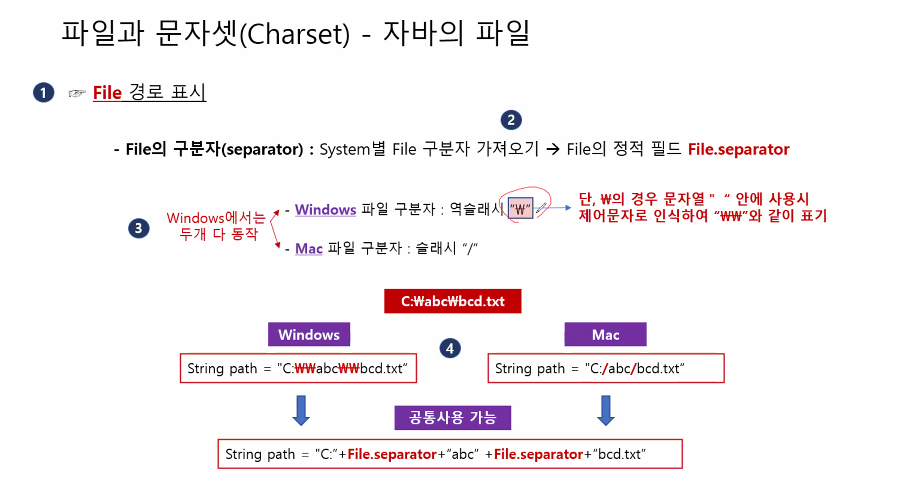 파일과 문자셋(Charset) - 자바의 파일
1 ☞ File 경로 표시
2
- File의 구분자(separator) : System별 File 구분자 가져오기 → File의 정적 필드 File.separator
3
Windows에서는
두개 다 동작
- Windows 파일 구분자 : 역슬래시 "₩"
단, ₩의 경우 문자열 " " 안에 사용시
제어문자로 인식하여 "₩₩"와 같이 표기
- Mac 파일 구분자 : 슬래시 "/"
C:₩abc₩bcd.txt
Windows
4
Mac
String path = "C:₩₩abc₩₩bcd.txt"
String path = "C:/abc/bcd.txt"
공통사용 가능
String path = "C:"+File.separator+"abc" +File.separator+"bcd.txt"